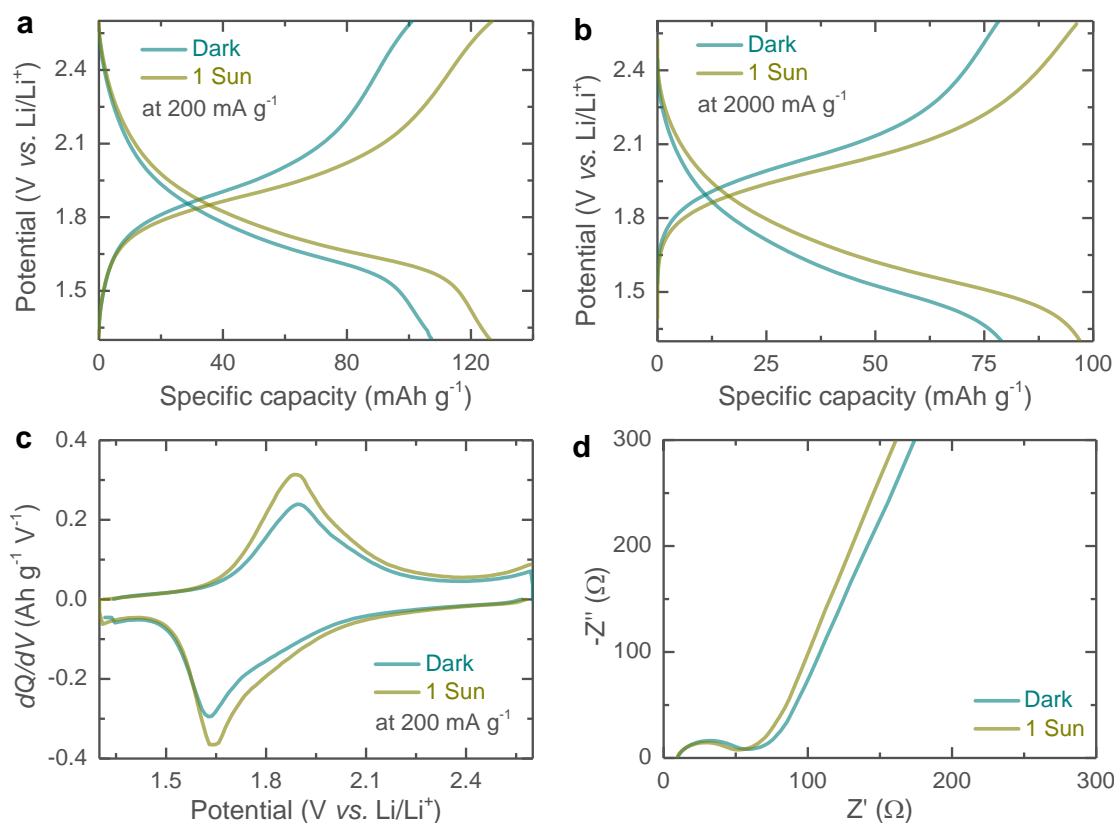 a
Dark
1 Sun
at 200 mA g⁻¹
2.4
2.1
1.8
1.5
Potential (V vs. Li/Li⁺)
0 40 80 120
Specific capacity (mAh g⁻¹)
b
Dark
1 Sun
at 2000 mA g⁻¹
2.4
2.1
1.8
1.5
Potential (V vs. Li/Li⁺)
0 25 50 75 100
Specific capacity (mAh g⁻¹)
c
0.4
0.2
0.0
-0.2
-0.4
dQ/dV (Ah g⁻¹ V⁻¹)
Dark
1 Sun
at 200 mA g⁻¹
1.5 1.8 2.1 2.4
Potential (V vs. Li/Li⁺)
d
300
200
100
0
-Z'' (Ω)
Dark
1 Sun
0 100 200 300
Z' (Ω)